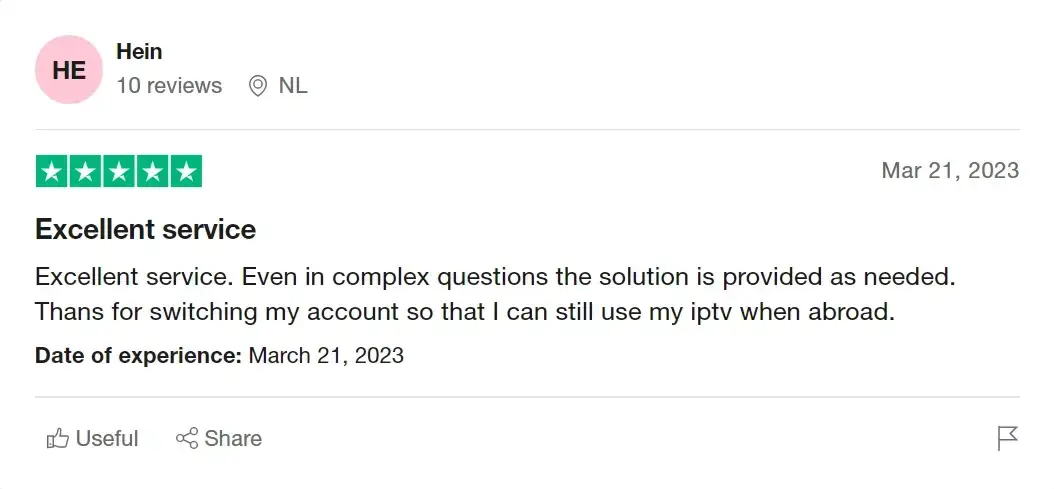 HE
Hein
10 reviews NL
Mar 21, 2023
Excellent service
Excellent service. Even in complex questions the solution is provided as needed.
Thans for switching my account so that I can still use my iptv when abroad.
Date of experience: March 21, 2023
Useful Share